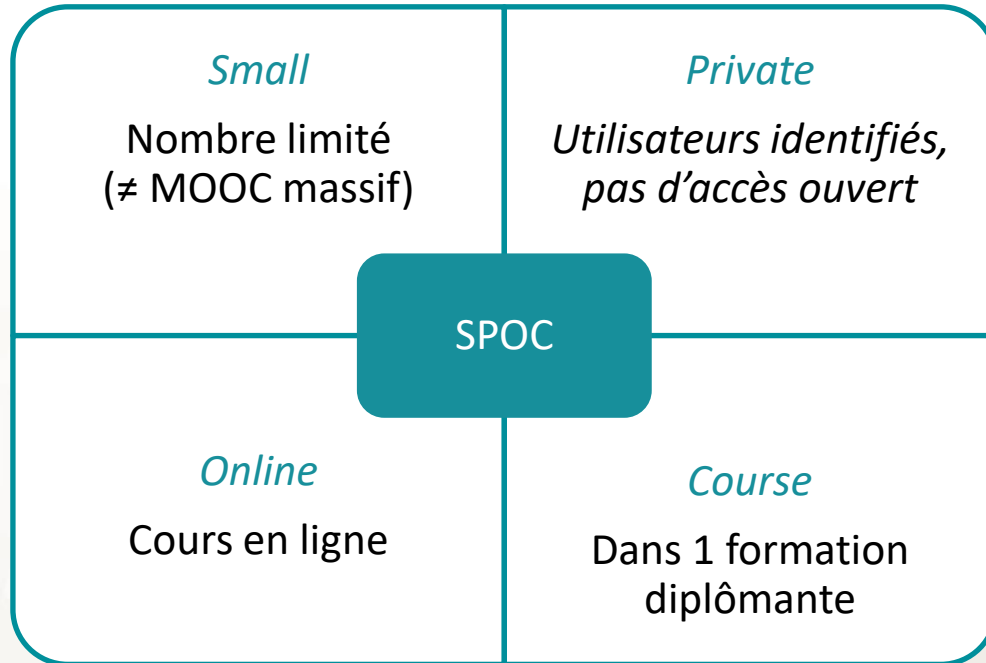 Small
Nombre limité
(≠ MOOC massif)
Private
Utilisateurs identifiés,
pas d’accès ouvert
SPOC
Online
Cours en ligne
Course
Dans 1 formation
diplômante